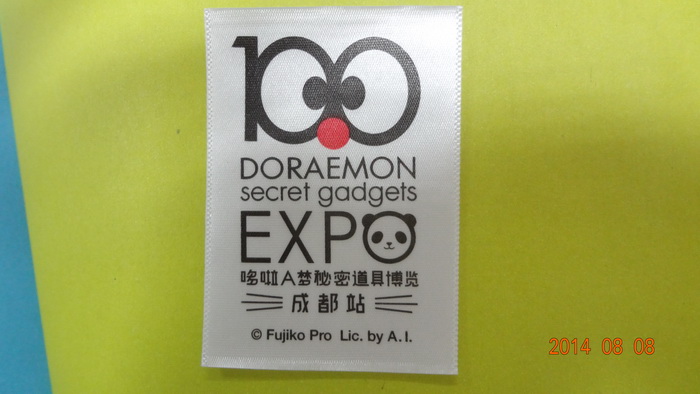 100
DORAEMON
secret gadgets
EXPO
哆啦A梦秘密道具博览
成都站
© Fujiko Pro Lic. by A.I.
2014 08 08